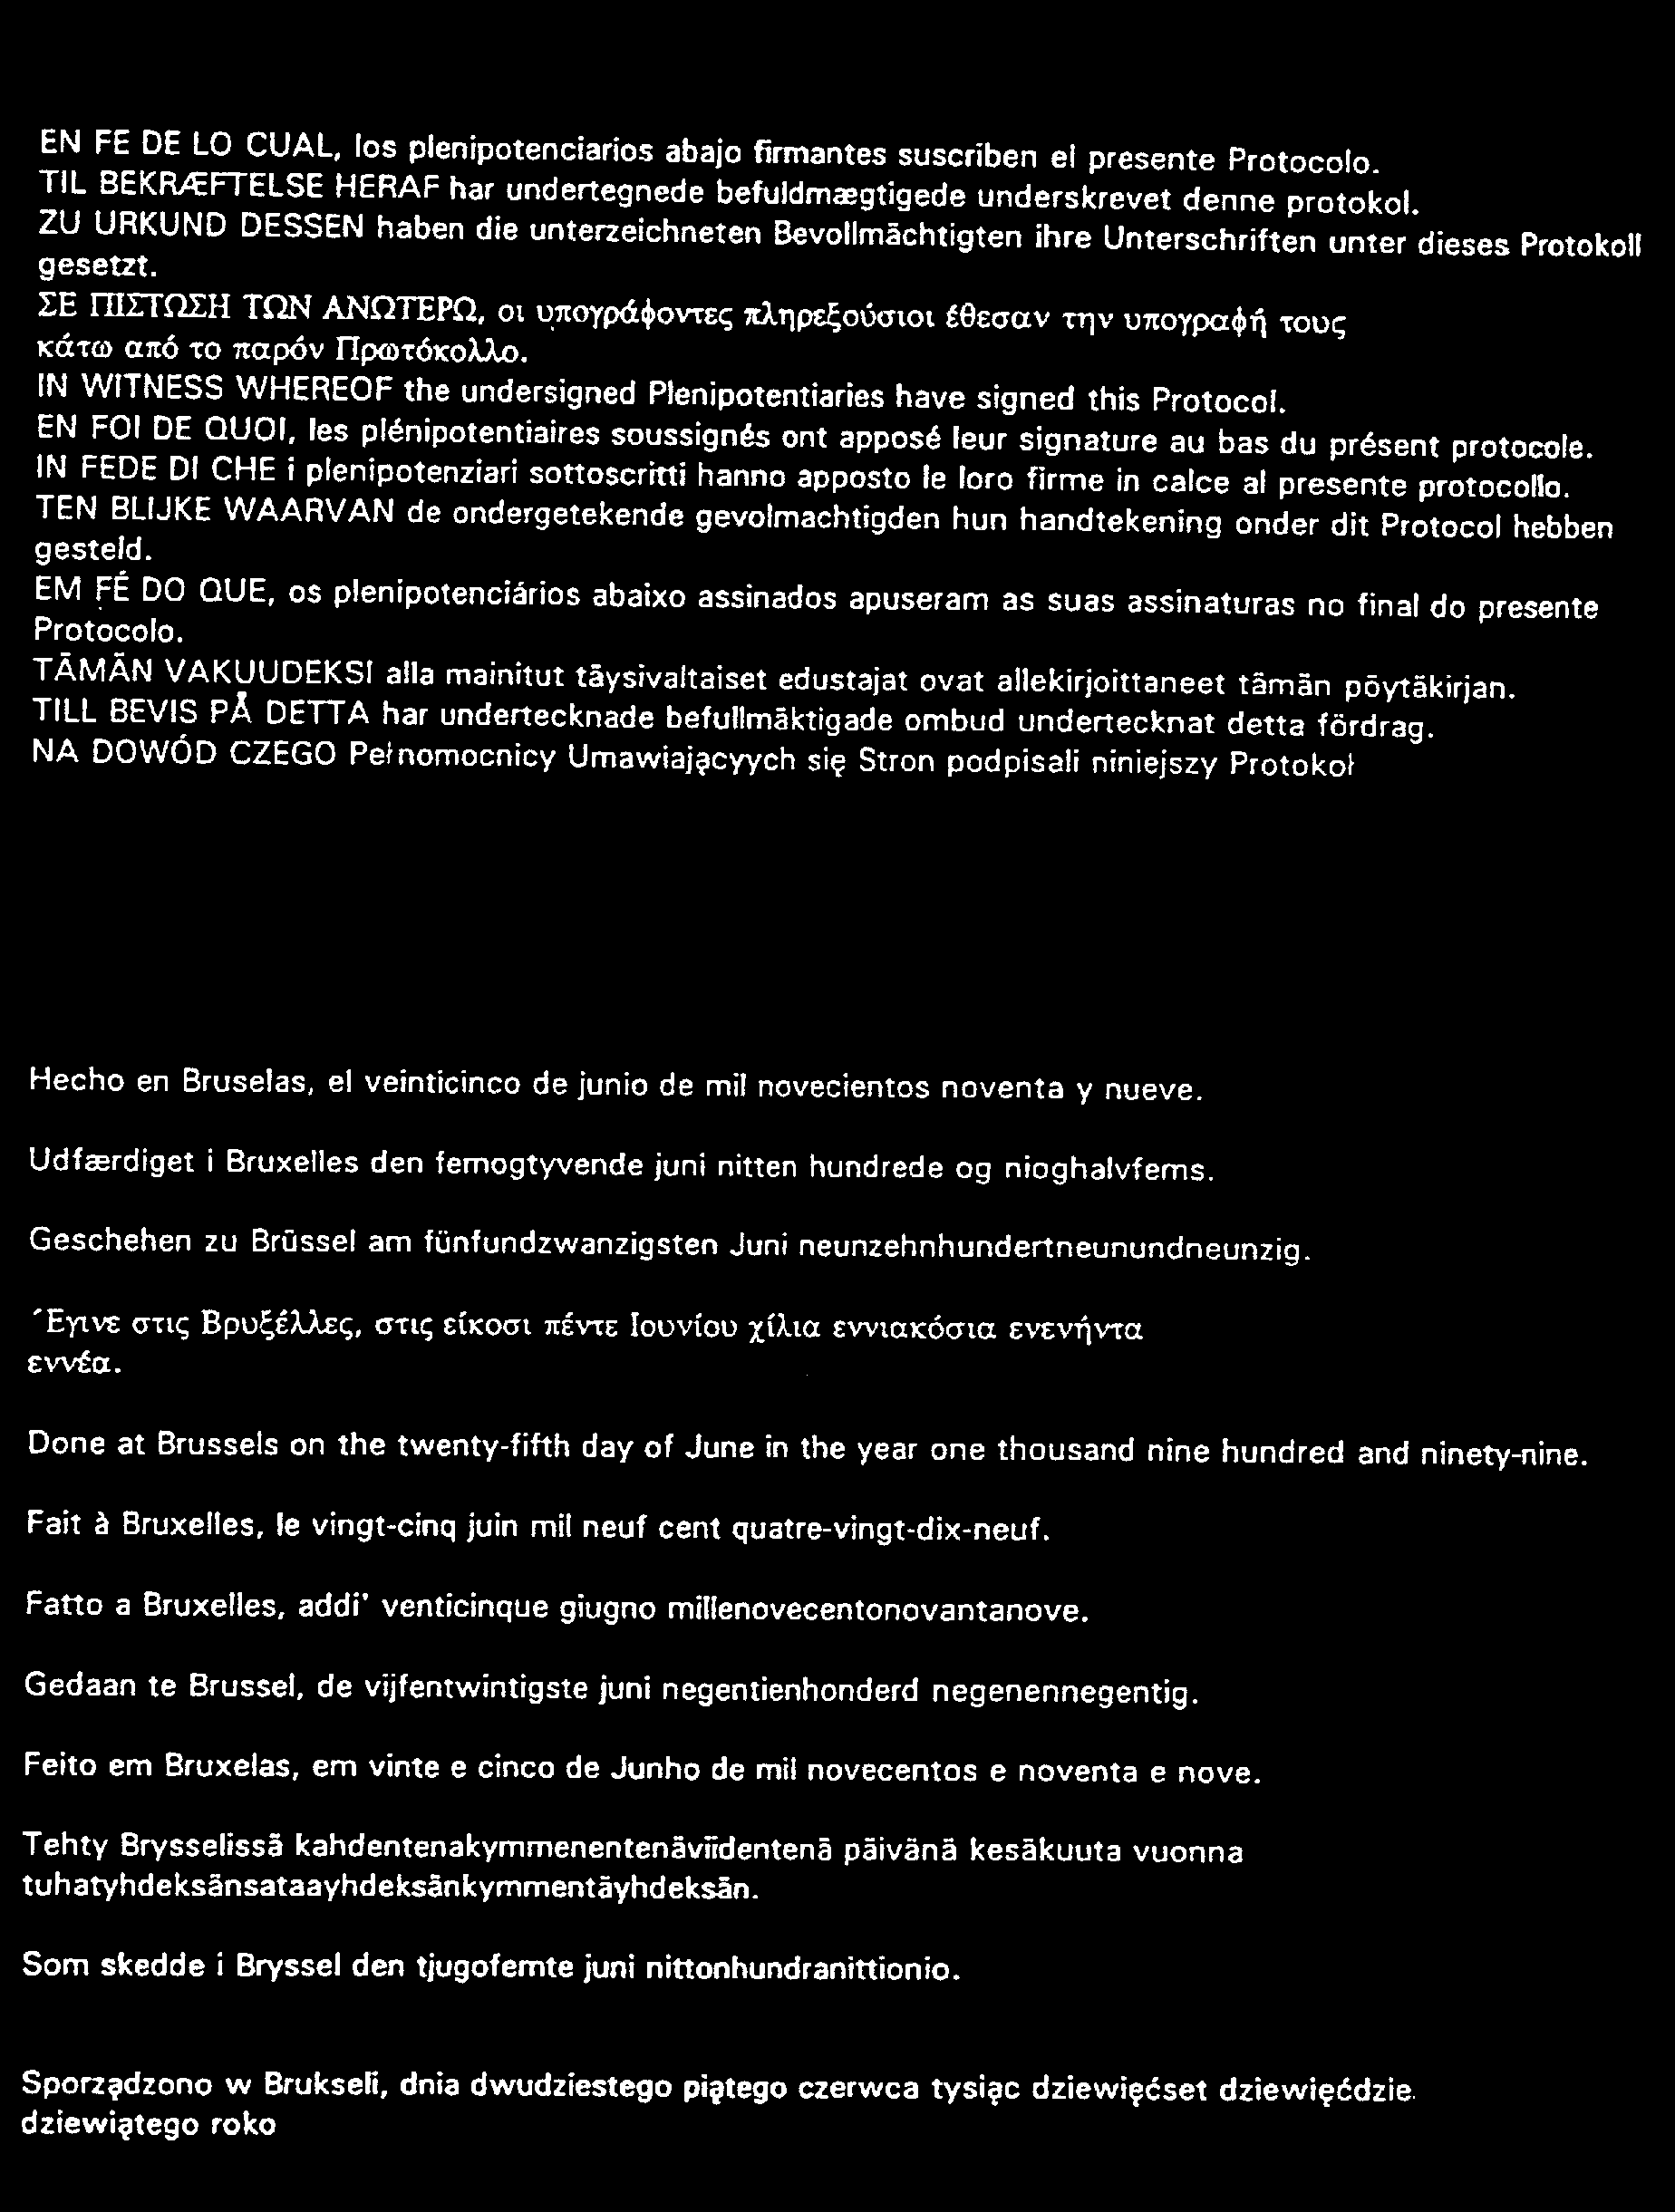 EN FE DE LO CUAL, los plenipotenciarios abajo firmantes suscriben el presente Protocolo.
TIL BEKRÆFTELSE HERAF har undertegnede befuldmægtigede underskrevet denne protokol.
ZU URKUND DESSEN haben die unterzeichneten Bevollmächtigten ihre Unterschriften unter dieses Protokoll
gesetzt.
ΣΕ ΠΙΣΤΩΣΗ ΤΩΝ ΑΝΩΤΕΡΩ, οι υπογράφοντες πληρεξούσιοι έθεσαν την υπογραφή τους
κάτω από το παρόν Πρωτόκολλο.
IN WITNESS WHEREOF the undersigned Plenipotentiaries have signed this Protocol.
EN FOI DE QUOI, les plénipotentiaires soussignés ont apposé leur signature au bas du présent protocole.
IN FEDE DI CHE i plenipotenziari sottoscritti hanno apposto le loro firme in calce al presente protocollo.
TEN BLIJKE WAARVAN de ondergetekende gevolmachtigden hun handtekening onder dit Protocol hebben
gesteld.
EM FÉ DO QUE, os plenipotenciários abaixo assinados apuseram as suas assinaturas no final do presente
Protocolo.
TÄMÄN VAKUUDEKSI alla mainitut täysivaltaiset edustajat ovat allekirjoittaneet tämän pöytäkirjan.
TILL BEVIS PÅ DETTA har undertecknade befullmäktigade ombud undertecknat detta fördrag.
NA DOWÓD CZEGO Pełnomocnicy Umawiającyych się Stron podpisali niniejszy Protokoł
Hecho en Bruselas, el veinticinco de junio de mil novecientos noventa y nueve.
Udfærdiget i Bruxelles den femogtyvende juni nitten hundrede og nioghalvfems.
Geschehen zu Brüssel am fünfundzwanzigsten Juni neunzehnhundertneunundneunzig.
Έγινε στις Βρυξέλλες, στις είκοσι πέντε Ιουνίου χίλια εννιακόσια ενενήντα
εννέα.
Done at Brussels on the twenty-fifth day of June in the year one thousand nine hundred and ninety-nine.
Fait à Bruxelles, le vingt-cinq juin mil neuf cent quatre-vingt-dix-neuf.
Fatto a Bruxelles, addi' venticinque giugno millenovecentonovantanove.
Gedaan te Brussel, de vijfentwintigste juni negentienhonderd negenennegentig.
Feito em Bruxelas, em vinte e cinco de Junho de mil novecentos e noventa e nove.
Tehty Brysselissä kahdentenakymmenentenäviidentenä päivänä kesäkuuta vuonna
tuhatyhdeksänsataayhdeksänkymmentäyhdeksän.
Som skedde i Bryssel den tjugofemte juni nittonhundranittionio.
Sporządzono w Brukseli, dnia dwudziestego piątego czerwca tysiąc dziewięćset dziewięćdzie.
dziewiątego roko